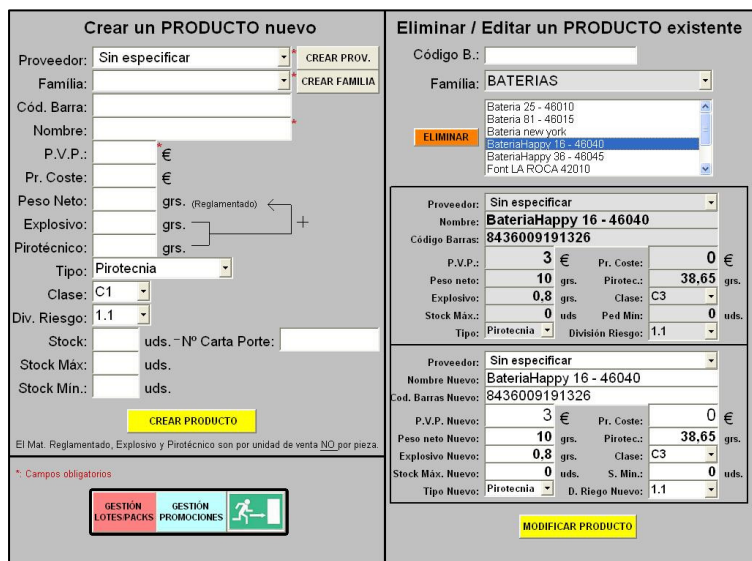 Crear un PRODUCTO nuevo
Proveedor: Sin especificar * CREAR PROV.
Família: * CREAR FAMILIA
Cód. Barra:
Nombre: *
P.V.P.: * €
Pr. Coste: €
Peso Neto: grs. (Reglamentado)
Explosivo: grs. +
Pirotécnico: grs.
Tipo: Pirotecnia
Clase: C1
Div. Riesgo: 1.1
Stock: uds. - Nº Carta Porte:
Stock Máx: uds.
Stock Mín.: uds.
CREAR PRODUCTO
El Mat. Reglamentado, Explosivo y Pirotécnico son por unidad de venta NO por pieza.
*: Campos obligatorios
GESTIÓN LOTES/PACKS
GESTIÓN PROMOCIONES
Eliminar / Editar un PRODUCTO existente
Código B.:
Família: BATERIAS
Bateria 25 - 46010
Bateria 81 - 46015
Bateria new york
BateriaHappy 16 - 46040
BateriaHappy 36 - 46045
Font LA ROCA 42010
ELIMINAR
Proveedor: Sin especificar
Nombre: BateriaHappy 16 - 46040
Código Barras: 8436009191326
P.V.P.: 3 € Pr. Coste: 0 €
Peso neto: 10 grs. Pirotec.: 38,65 grs.
Explosivo: 0,8 grs. Clase: C3
Stock Máx.: 0 uds Ped Min: 0 uds.
Tipo: Pirotecnia División Riesgo: 1.1
Proveedor: Sin especificar
Nombre Nuevo: BateriaHappy 16 - 46040
Cod. Barras Nuevo: 8436009191326
P.V.P. Nuevo: 3 € Pr. Coste: 0 €
Peso neto Nuevo: 10 grs. Pirotec.: 38,65 grs.
Explosivo Nuevo: 0,8 grs. Clase: C3
Stock Máx. Nuevo: 0 uds. S. Min.: 0 uds.
Tipo Nuevo: Pirotecnia D. Riego Nuevo: 1.1
MODIFICAR PRODUCTO